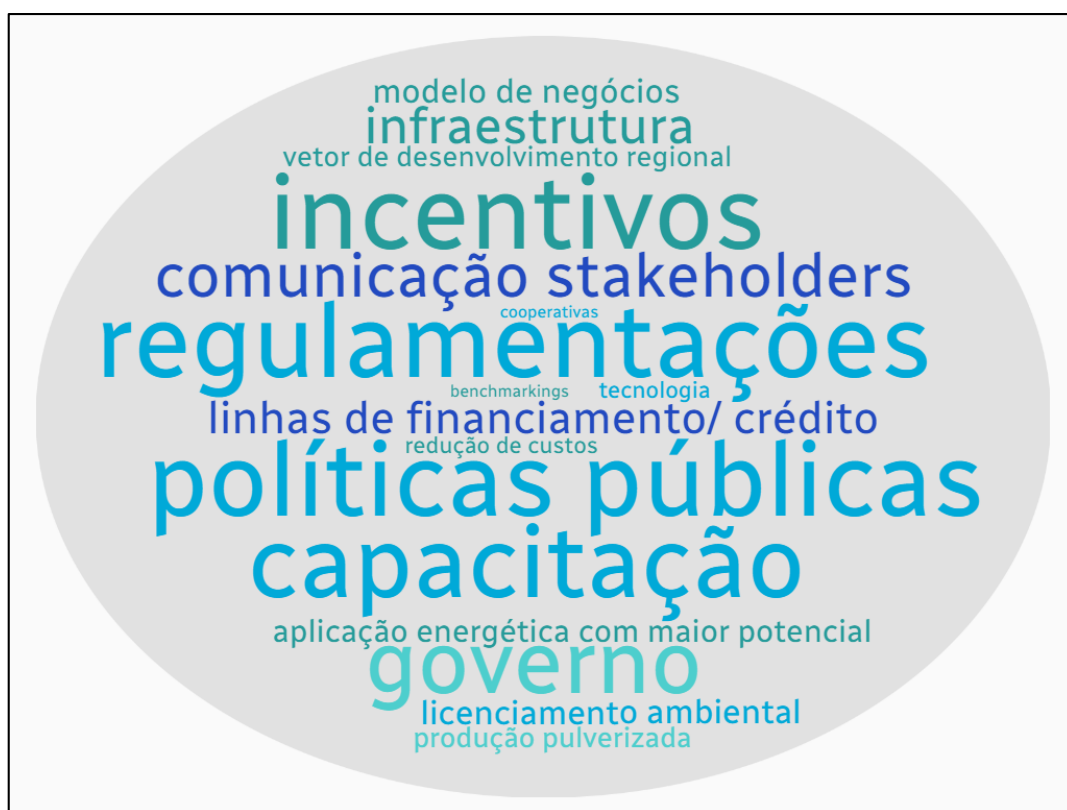 modelo de negócios
infraestrutura
vetor de desenvolvimento regional
incentivos
comunicação stakeholders
cooperativas
regulamentações
benchmarkings
tecnologia
linhas de financiamento/ crédito
redução de custos
políticas públicas
capacitação
aplicação energética com maior potencial
governo
licenciamento ambiental
produção pulverizada